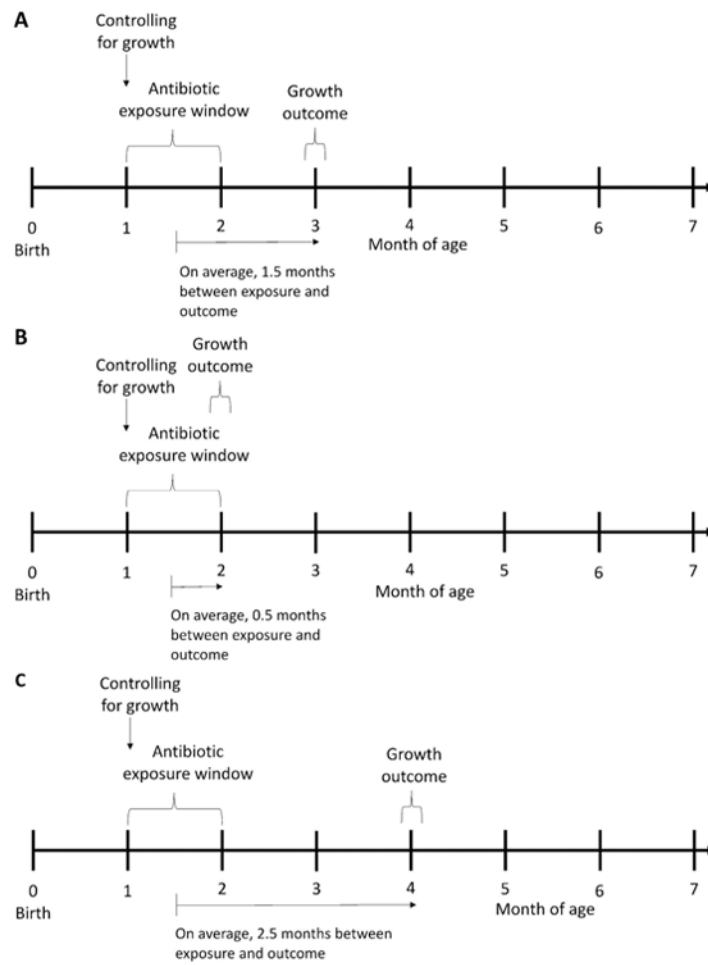 A
Controlling
for growth
Antibiotic
exposure window
Growth
outcome
0
1
2
3
4
5
6
7
Birth
Month of age
On average, 1.5 months
between exposure and
outcome
B
Growth
outcome
Controlling
for growth
Antibiotic
exposure window
0
1
2
3
4
5
6
7
Birth
Month of age
On average, 0.5 months
between exposure and
outcome
C
Controlling
for growth
Antibiotic
exposure window
Growth
outcome
0
1
2
3
4
5
6
7
Birth
Month of age
On average, 2.5 months between
exposure and outcome